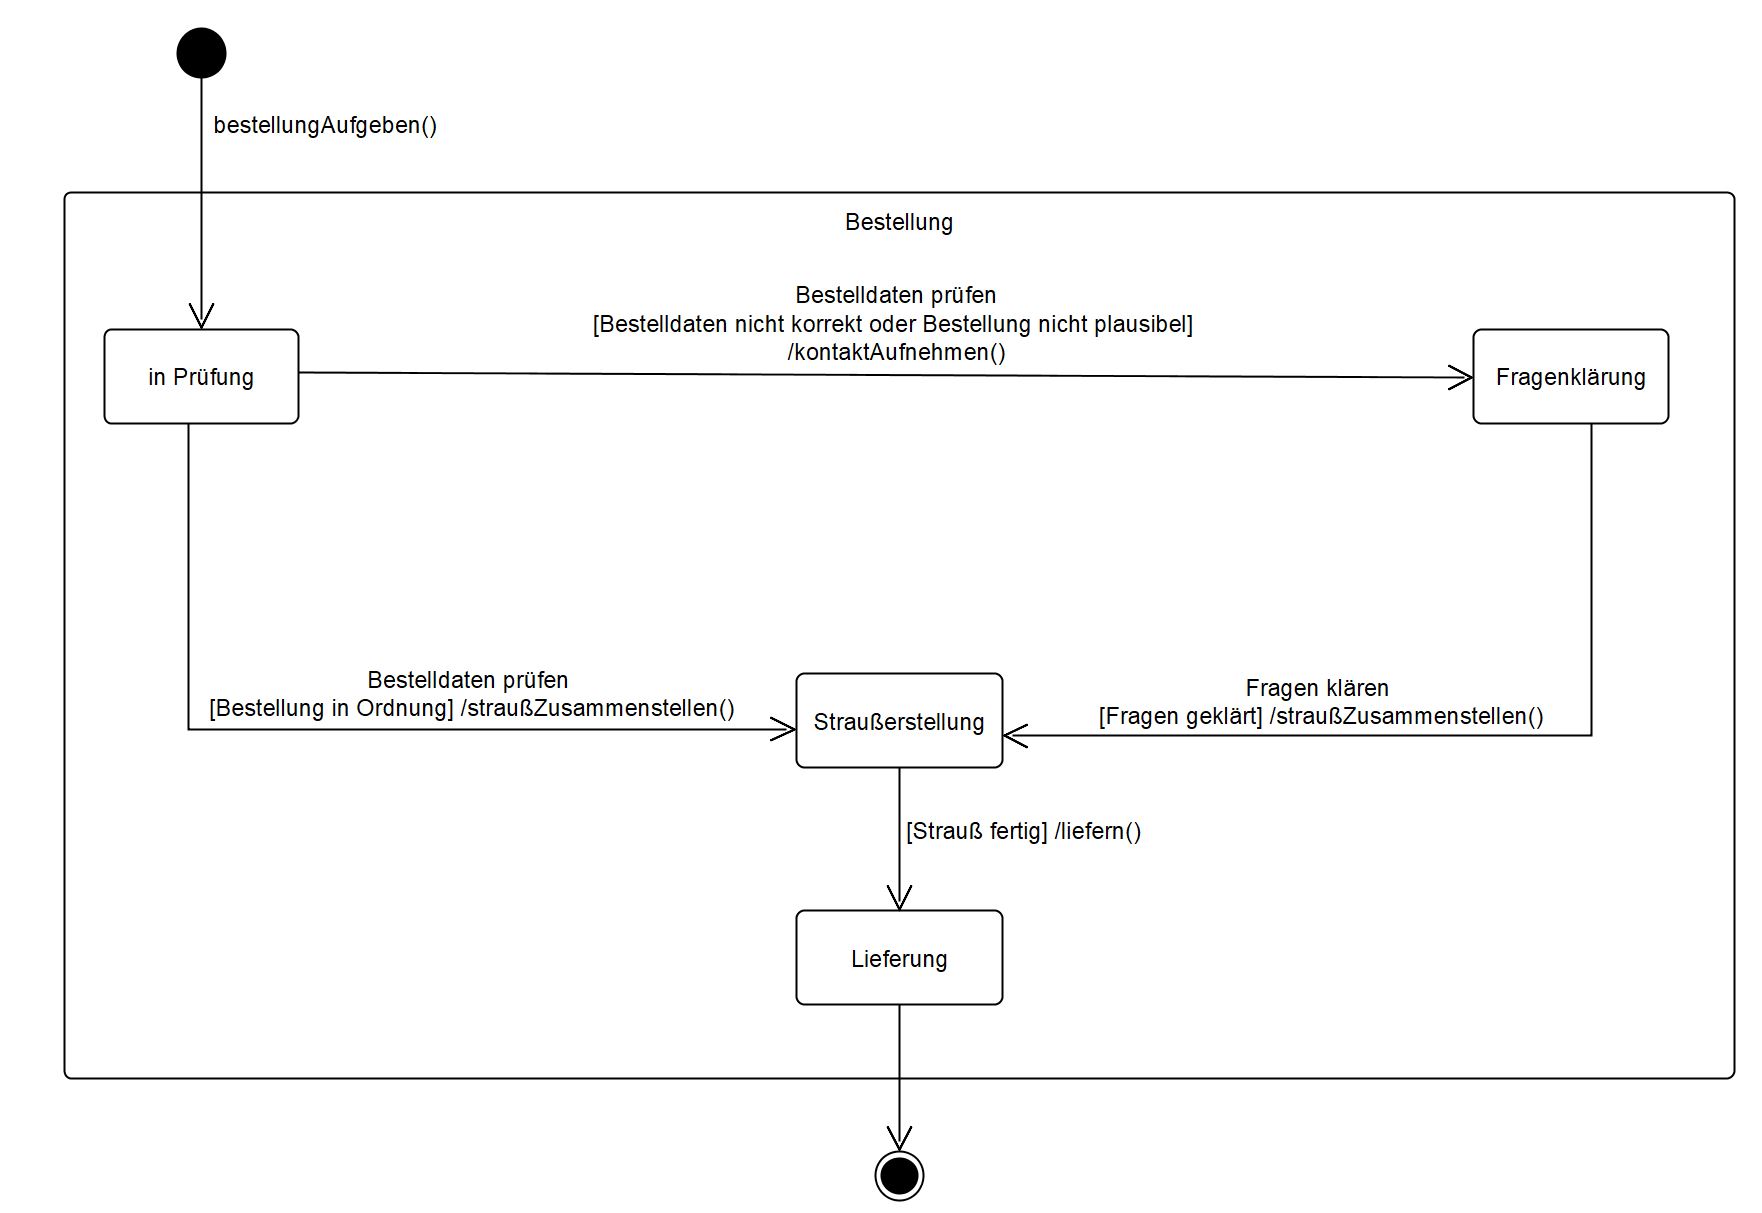 bestellungAufgeben()
Bestellung
Bestelldaten prüfen
[Bestelldaten nicht korrekt oder Bestellung nicht plausibel]
/kontaktAufnehmen()
in Prüfung
Fragenklärung
Bestelldaten prüfen
[Bestellung in Ordnung] /straußZusammenstellen()
Straußerstellung
Fragen klären
[Fragen geklärt] /straußZusammenstellen()
[Strauß fertig] /liefern()
Lieferung